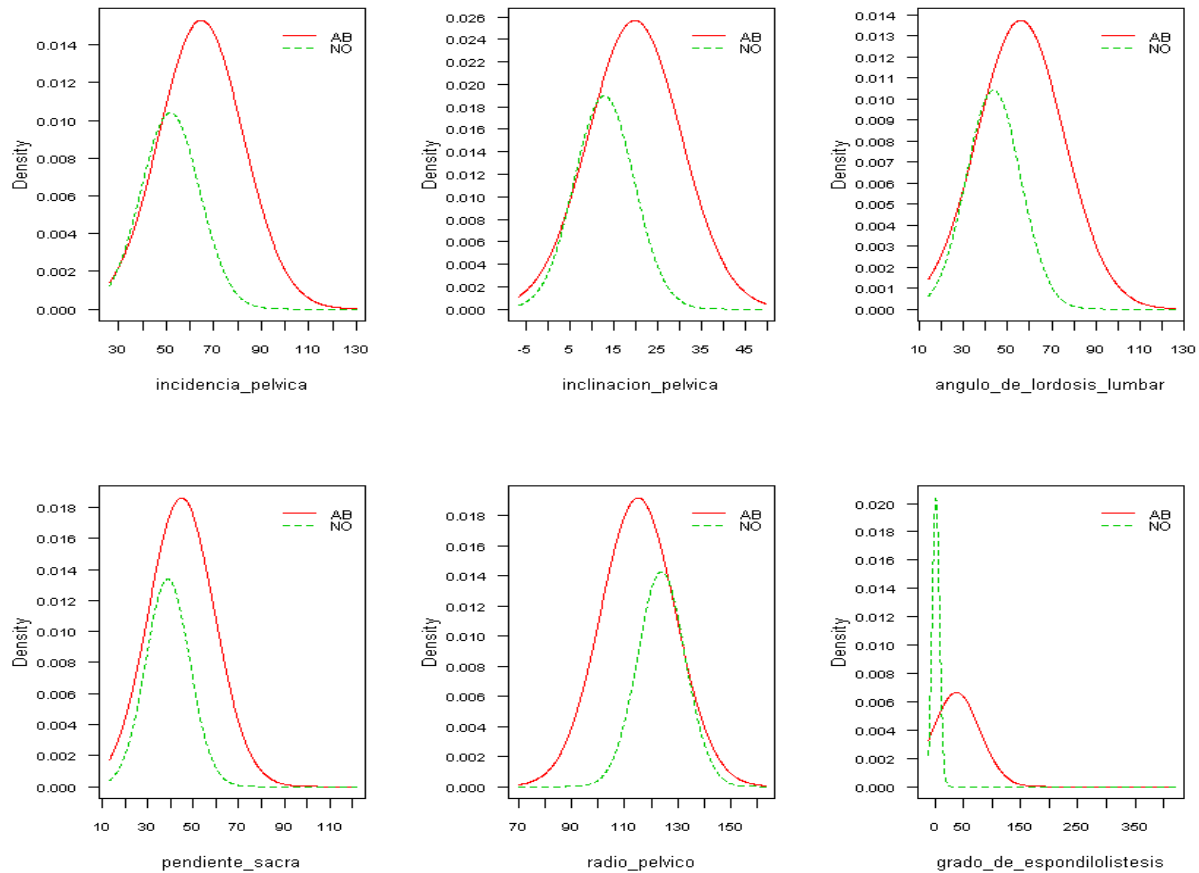 AB
NO
Density
0.014
0.012
0.010
0.008
0.006
0.004
0.002
0.000
30 50 70 90 110 130
incidencia_pelvica
AB
NO
Density
0.026
0.024
0.022
0.020
0.018
0.016
0.014
0.012
0.010
0.008
0.006
0.004
0.002
0.000
-5 5 15 25 35 45
inclinacion_pelvica
AB
NO
Density
0.014
0.013
0.012
0.011
0.010
0.009
0.008
0.007
0.006
0.005
0.004
0.003
0.002
0.001
0.000
10 30 50 70 90 110 130
angulo_de_lordosis_lumbar
AB
NO
Density
0.018
0.016
0.014
0.012
0.010
0.008
0.006
0.004
0.002
0.000
10 30 50 70 90 110
pendiente_sacra
AB
NO
Density
0.018
0.016
0.014
0.012
0.010
0.008
0.006
0.004
0.002
0.000
70 90 110 130 150
radio_pelvico
AB
NO
Density
0.020
0.018
0.016
0.014
0.012
0.010
0.008
0.006
0.004
0.002
0.000
0 50 150 250 350
grado_de_espondilolistesis